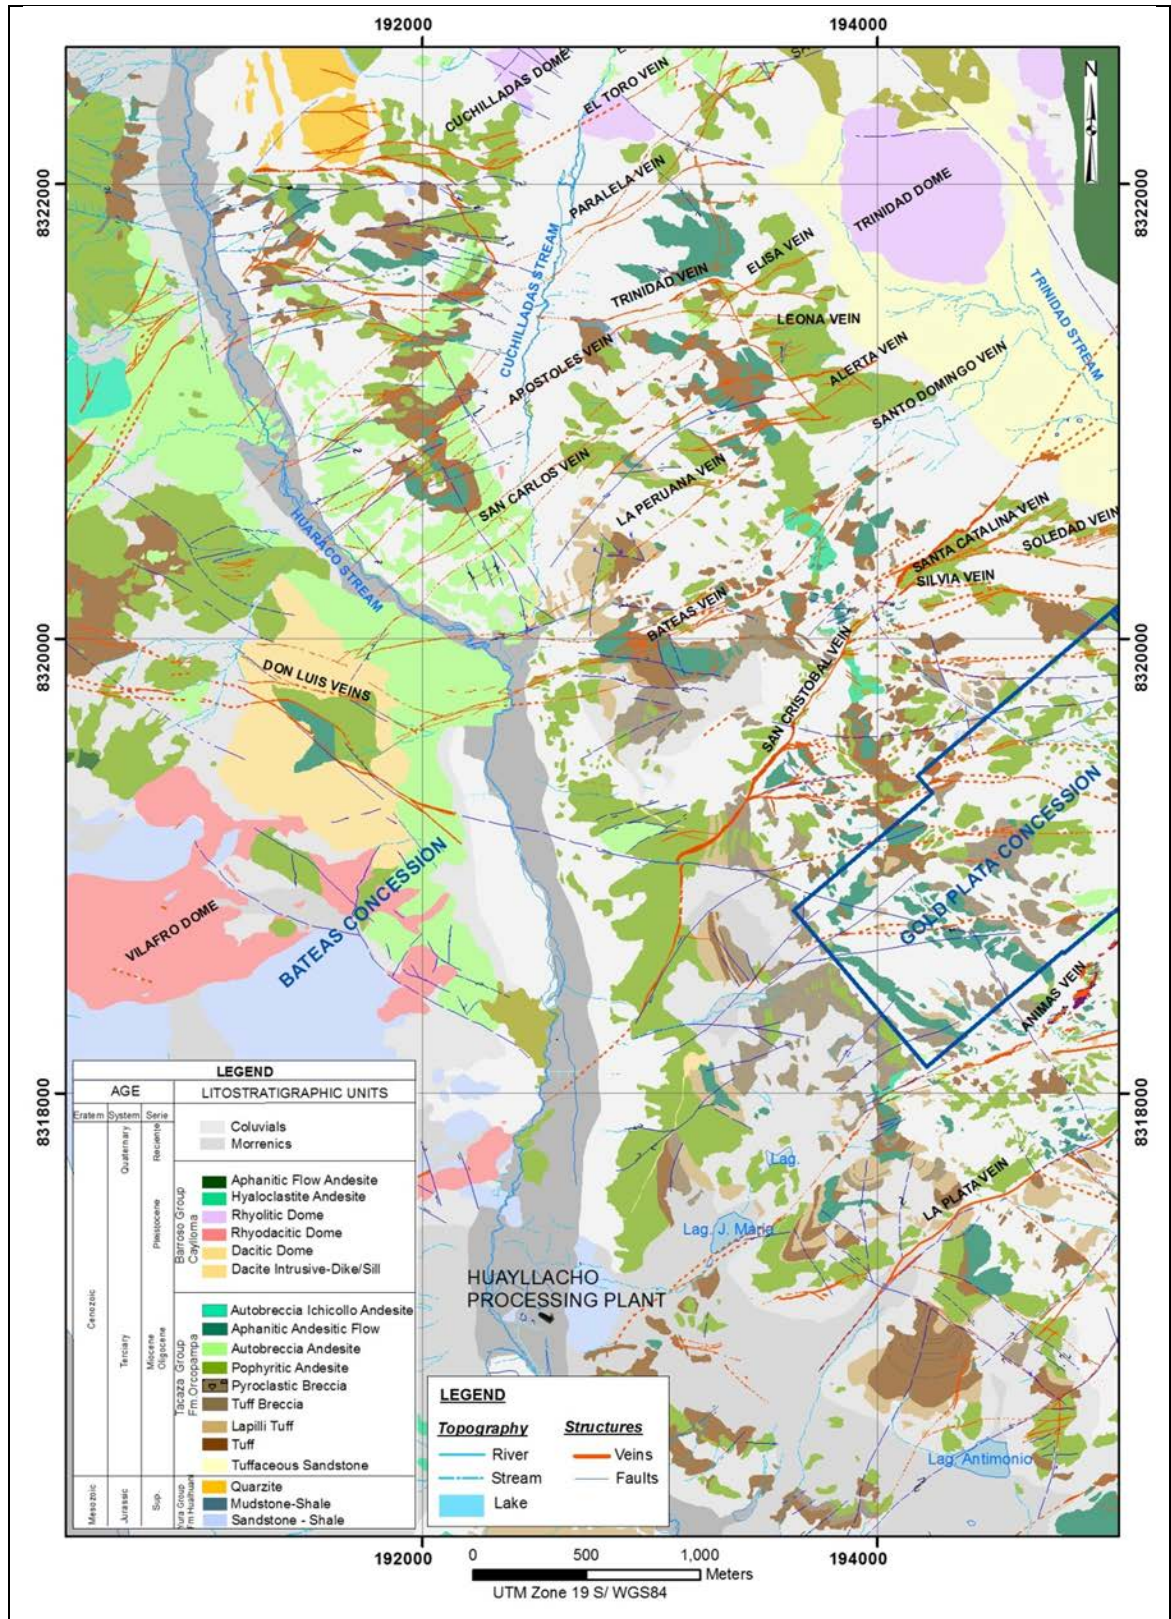 192000
194000
8322000
8322000
8320000
8320000
8318000
8318000
192000
194000
N
CUCHILLADAS DOME
EL TORO VEIN
PARALELA VEIN
TRINIDAD DOME
CUCHILLADAS STREAM
TRINIDAD VEIN
ELISA VEIN
TRINIDAD STREAM
LEONA VEIN
APOSTOLES VEIN
ALERTA VEIN
SANTO DOMINGO VEIN
SAN CARLOS VEIN
LA PERUANA VEIN
HUARACO STREAM
SANTA CATALINA VEIN
SOLEDAD VEIN
SILVIA VEIN
BATEAS VEIN
SAN CRISTOBAL VEIN
DON LUIS VEINS
GOLD PLATA CONCESSION
BATEAS CONCESSION
VILAFRO DOME
ANIMAS VEIN
LA PLATA VEIN
Lag.
Lag. J. Maria
Lag. Antimonio
HUAYLLACHO
PROCESSING PLANT
LEGEND
AGE
LITOSTRATIGRAPHIC UNITS
Eratem
System
Serie
Cenozoic
Quaternary
Reciente
Coluvials
Morrenics
Pleistocene
Barroso Group
Caylloma
Aphanitic Flow Andesite
Hyaloclastite Andesite
Rhyolitic Dome
Rhyodacitic Dome
Dacitic Dome
Dacite Intrusive-Dike/Sill
Terciary
Miocene
Oligocene
Tacaza Group
Fm.Orcopampa
Autobreccia Ichicollo Andesite
Aphanitic Andesitic Flow
Autobreccia Andesite
Pophyritic Andesite
Pyroclastic Breccia
Tuff Breccia
Lapilli Tuff
Tuff
Tuffaceous Sandstone
Mesozoic
Jurassic
Sup.
Yura Group
Quartzite
Mudstone-Shale
Sandstone - Shale
LEGEND
Topography
Structures
River
Veins
Stream
Faults
Lake
0
500
1,000
Meters
UTM Zone 19 S/ WGS84